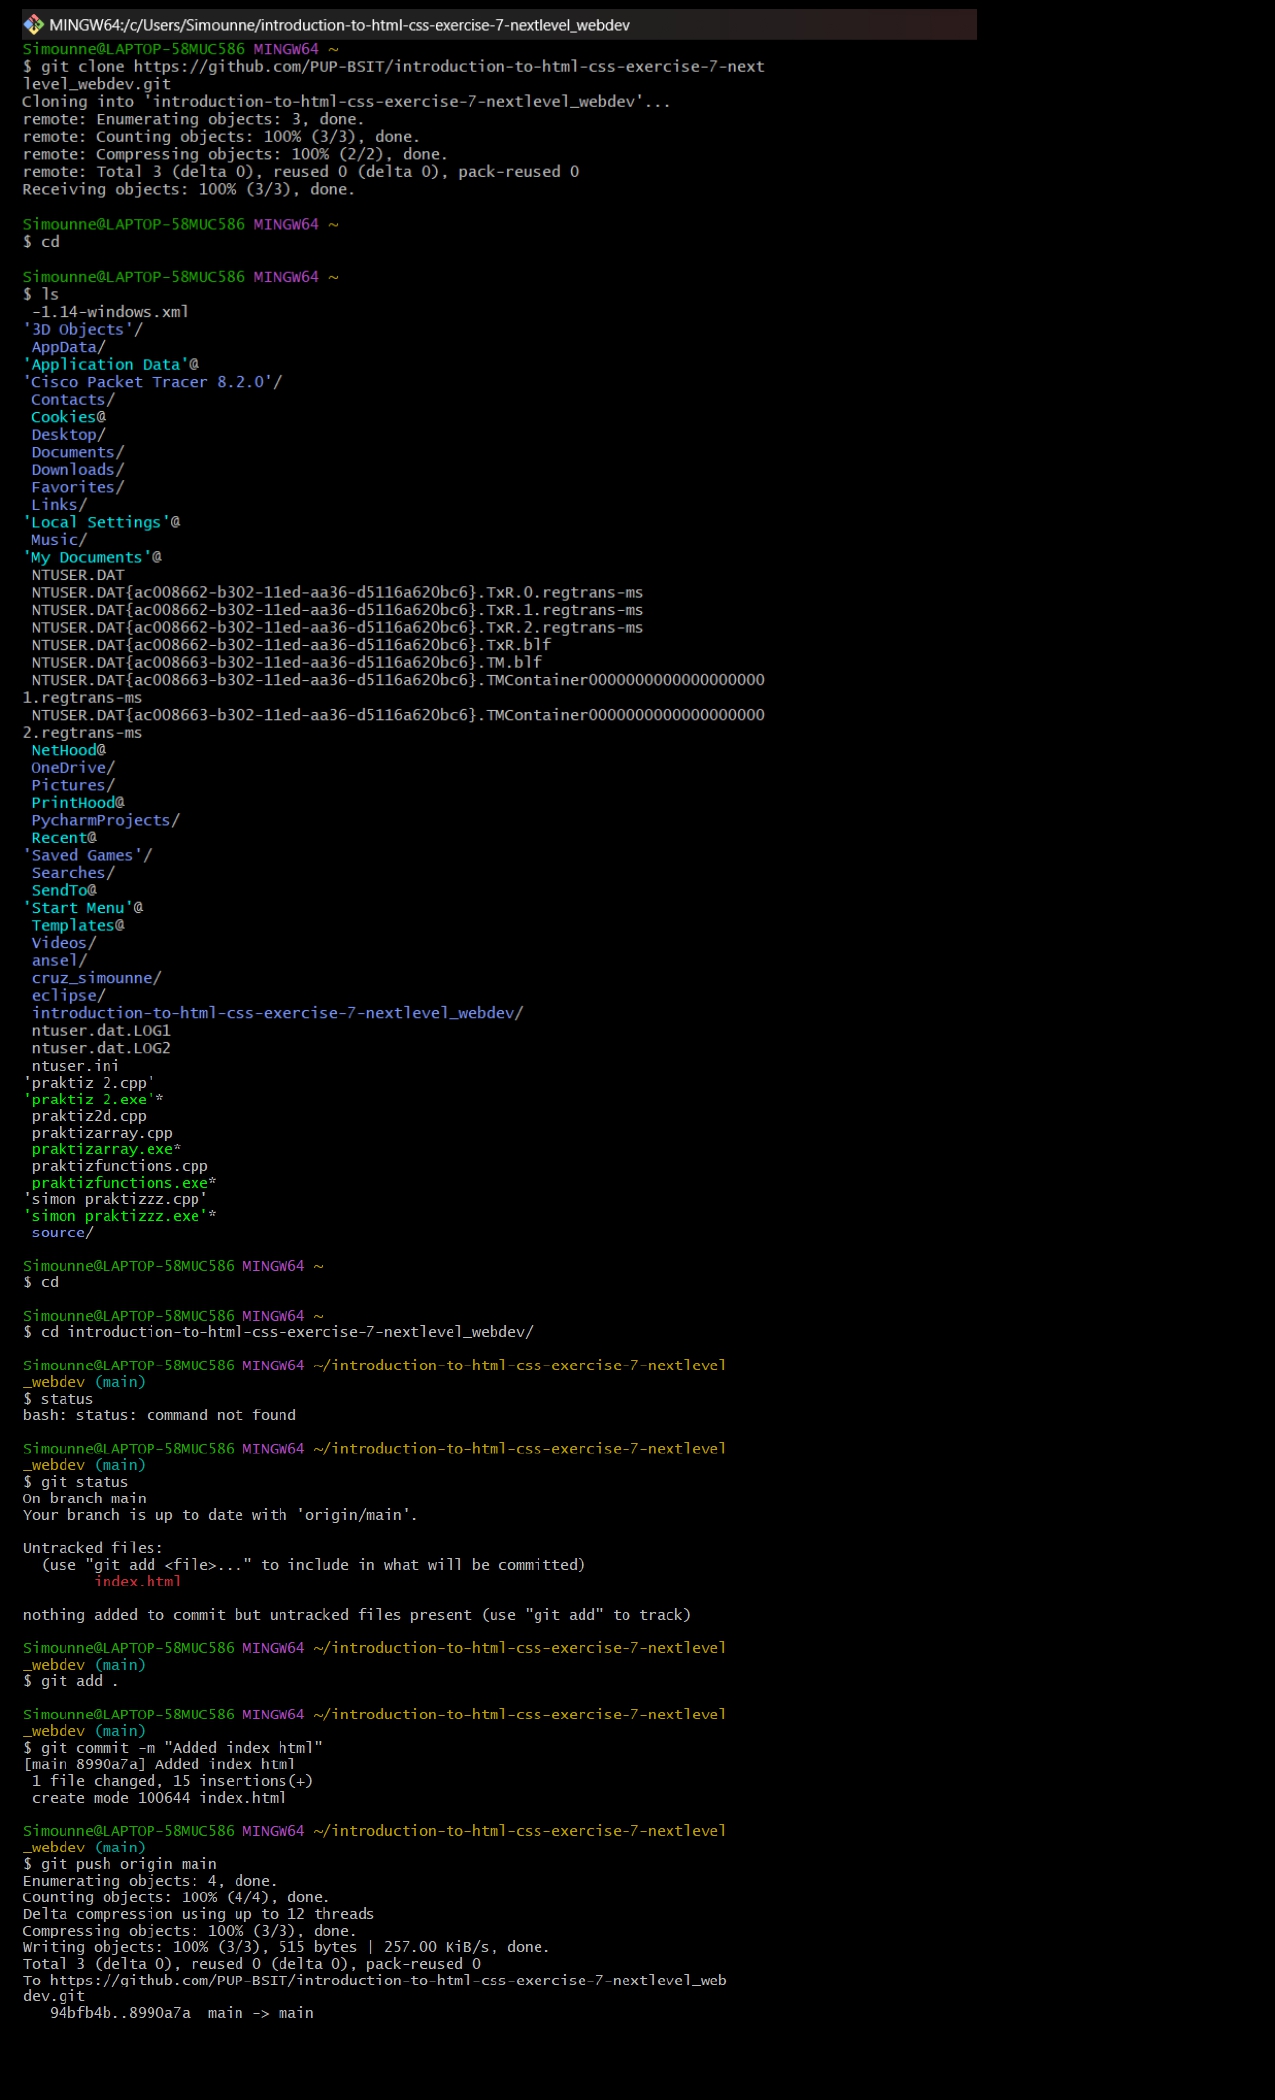 MINGW64:/c/Users/Simounne/introduction-to-html-css-exercise-7-nextlevel_webdev
Simounne@LAPTOP-58MUC586 MINGW64 ~
$ git clone https://github.com/PUP-BSIT/introduction-to-html-css-exercise-7-next
level_webdev.git
Cloning into 'introduction-to-html-css-exercise-7-nextlevel_webdev'...
remote: Enumerating objects: 3, done.
remote: Counting objects: 100% (3/3), done.
remote: Compressing objects: 100% (2/2), done.
remote: Total 3 (delta 0), reused 0 (delta 0), pack-reused 0
Receiving objects: 100% (3/3), done.
Simounne@LAPTOP-58MUC586 MINGW64 ~
$ cd
Simounne@LAPTOP-58MUC586 MINGW64 ~
$ ls
-1.14-windows.xml
'3D Objects'/
AppData/
'Application Data'@
'Cisco Packet Tracer 8.2.0'/
Contacts/
Cookies@
Desktop/
Documents/
Downloads/
Favorites/
Links/
'Local Settings'@
Music/
'My Documents'@
NTUSER.DAT
NTUSER.DAT{ac008662-b302-11ed-aa36-d5116a620bc6}.TxR.0.regtrans-ms
NTUSER.DAT{ac008662-b302-11ed-aa36-d5116a620bc6}.TxR.1.regtrans-ms
NTUSER.DAT{ac008662-b302-11ed-aa36-d5116a620bc6}.TxR.2.regtrans-ms
NTUSER.DAT{ac008662-b302-11ed-aa36-d5116a620bc6}.TxR.blf
NTUSER.DAT{ac008663-b302-11ed-aa36-d5116a620bc6}.TM.blf
NTUSER.DAT{ac008663-b302-11ed-aa36-d5116a620bc6}.TMContainer0000000000000000000
1.regtrans-ms
NTUSER.DAT{ac008663-b302-11ed-aa36-d5116a620bc6}.TMContainer0000000000000000000
2.regtrans-ms
NetHood@
OneDrive/
Pictures/
PrintHood@
PycharmProjects/
Recent@
'Saved Games'/
Searches/
SendTo@
'Start Menu'@
Templates@
Videos/
ansel/
cruz_simounne/
eclipse/
introduction-to-html-css-exercise-7-nextlevel_webdev/
ntuser.dat.LOG1
ntuser.dat.LOG2
ntuser.ini
'praktiz 2.cpp'
'praktiz 2.exe'*
praktiz2d.cpp
praktizarray.cpp
praktizarray.exe*
praktizfunctions.cpp
praktizfunctions.exe*
'simon praktizzz.cpp'
'simon praktizzz.exe'*
source/
Simounne@LAPTOP-58MUC586 MINGW64 ~
$ cd
Simounne@LAPTOP-58MUC586 MINGW64 ~
$ cd introduction-to-html-css-exercise-7-nextlevel_webdev/
Simounne@LAPTOP-58MUC586 MINGW64 ~/introduction-to-html-css-exercise-7-nextlevel
_webdev (main)
$ status
bash: status: command not found
Simounne@LAPTOP-58MUC586 MINGW64 ~/introduction-to-html-css-exercise-7-nextlevel
_webdev (main)
$ git status
On branch main
Your branch is up to date with 'origin/main'.
Untracked files:
(use "git add <file>..." to include in what will be committed)
index.html
nothing added to commit but untracked files present (use "git add" to track)
Simounne@LAPTOP-58MUC586 MINGW64 ~/introduction-to-html-css-exercise-7-nextlevel
_webdev (main)
$ git add .
Simounne@LAPTOP-58MUC586 MINGW64 ~/introduction-to-html-css-exercise-7-nextlevel
_webdev (main)
$ git commit -m "Added index html"
[main 8990a7a] Added index html
1 file changed, 15 insertions(+)
create mode 100644 index.html
Simounne@LAPTOP-58MUC586 MINGW64 ~/introduction-to-html-css-exercise-7-nextlevel
_webdev (main)
$ git push origin main
Enumerating objects: 4, done.
Counting objects: 100% (4/4), done.
Delta compression using up to 12 threads
Compressing objects: 100% (3/3), done.
Writing objects: 100% (3/3), 515 bytes | 257.00 KiB/s, done.
Total 3 (delta 0), reused 0 (delta 0), pack-reused 0
To https://github.com/PUP-BSIT/introduction-to-html-css-exercise-7-nextlevel_web
dev.git
94bfb4b..8990a7a  main -> main